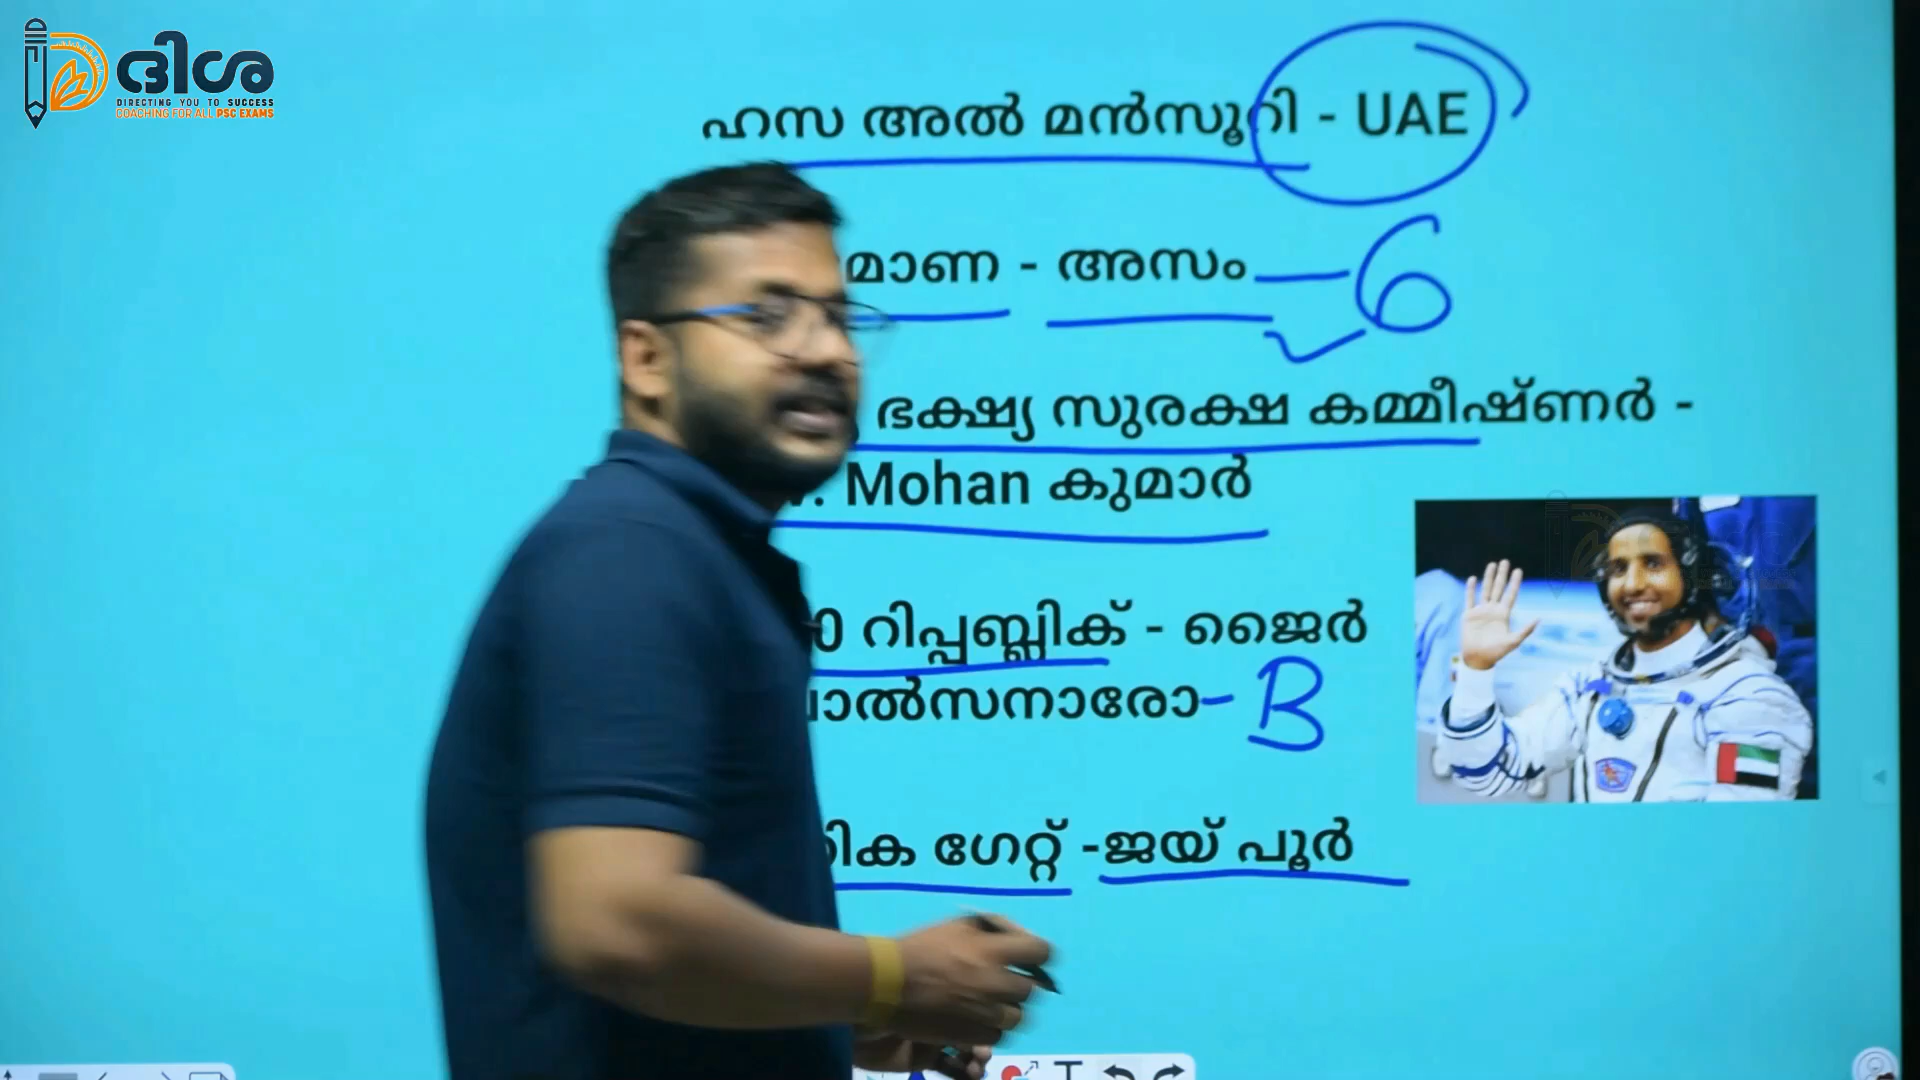 ദിശ
DIRECTING YOU TO SUCCESS
COACHING FOR ALL PSC EXAMS
ഹസ അൽ മൻസൂറി - UAE
മാണ - അസം — 6
ഭക്ഷ്യ സുരക്ഷ കമ്മീഷ്ണർ -
. Mohan കുമാർ
0 റിപ്പബ്ലിക് - ജൈർ
ാൽസനാരോ - B
ിക ഗേറ്റ് -ജയ് പൂർ